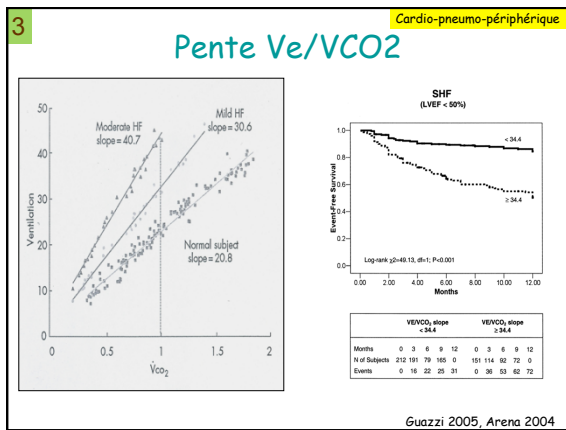 3
Cardio-pneumo-périphérique
Pente Ve/VCO2
50
40
30
20
10
0
Ventilation
Moderate HF
slope = 40.7
Mild HF
slope = 30.6
Normal subject
slope = 20.8
0 0.5 1 1.5 2
V̇co₂
SHF
(LVEF < 50%)
1.0
0.8
0.6
0.4
0.2
0.0
Event-Free Survival
< 34.4
≥ 34.4
Log-rank χ2=49.13, df=1; P<0.001
0.00 2.00 4.00 6.00 8.00 10.00 12.00
Months
VE/VCO₂ slope VE/VCO₂ slope
< 34.4 ≥ 34.4
Months 0 3 6 9 12 0 3 6 9 12
N of Subjects 212 191 79 165 0 151 114 92 72 0
Events 0 16 22 25 31 0 36 53 62 72
Guazzi 2005, Arena 2004